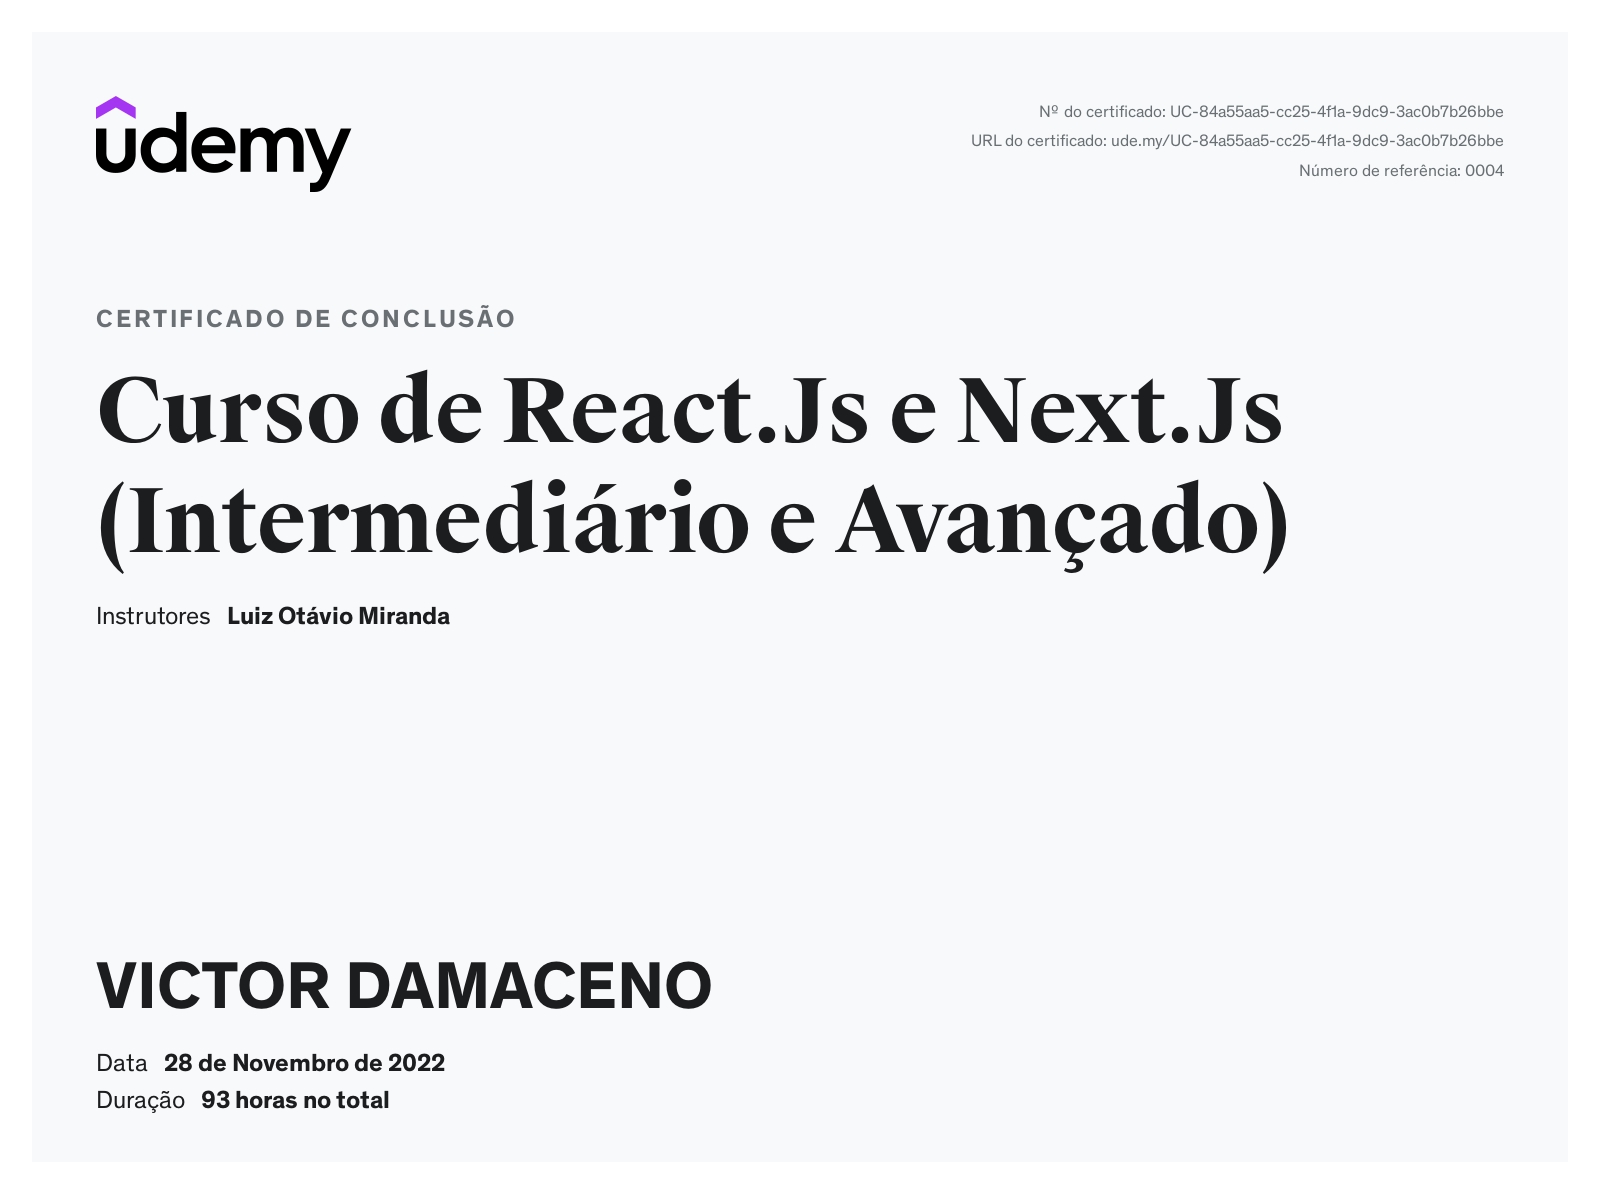 udemy
Nº do certificado: UC-84a55aa5-cc25-4f1a-9dc9-3ac0b7b26bbe
URL do certificado: ude.my/UC-84a55aa5-cc25-4f1a-9dc9-3ac0b7b26bbe
Número de referência: 0004
CERTIFICADO DE CONCLUSÃO
Curso de React.Js e Next.Js
(Intermediário e Avançado)
Instrutores Luiz Otávio Miranda
VICTOR DAMACENO
Data 28 de Novembro de 2022
Duração 93 horas no total